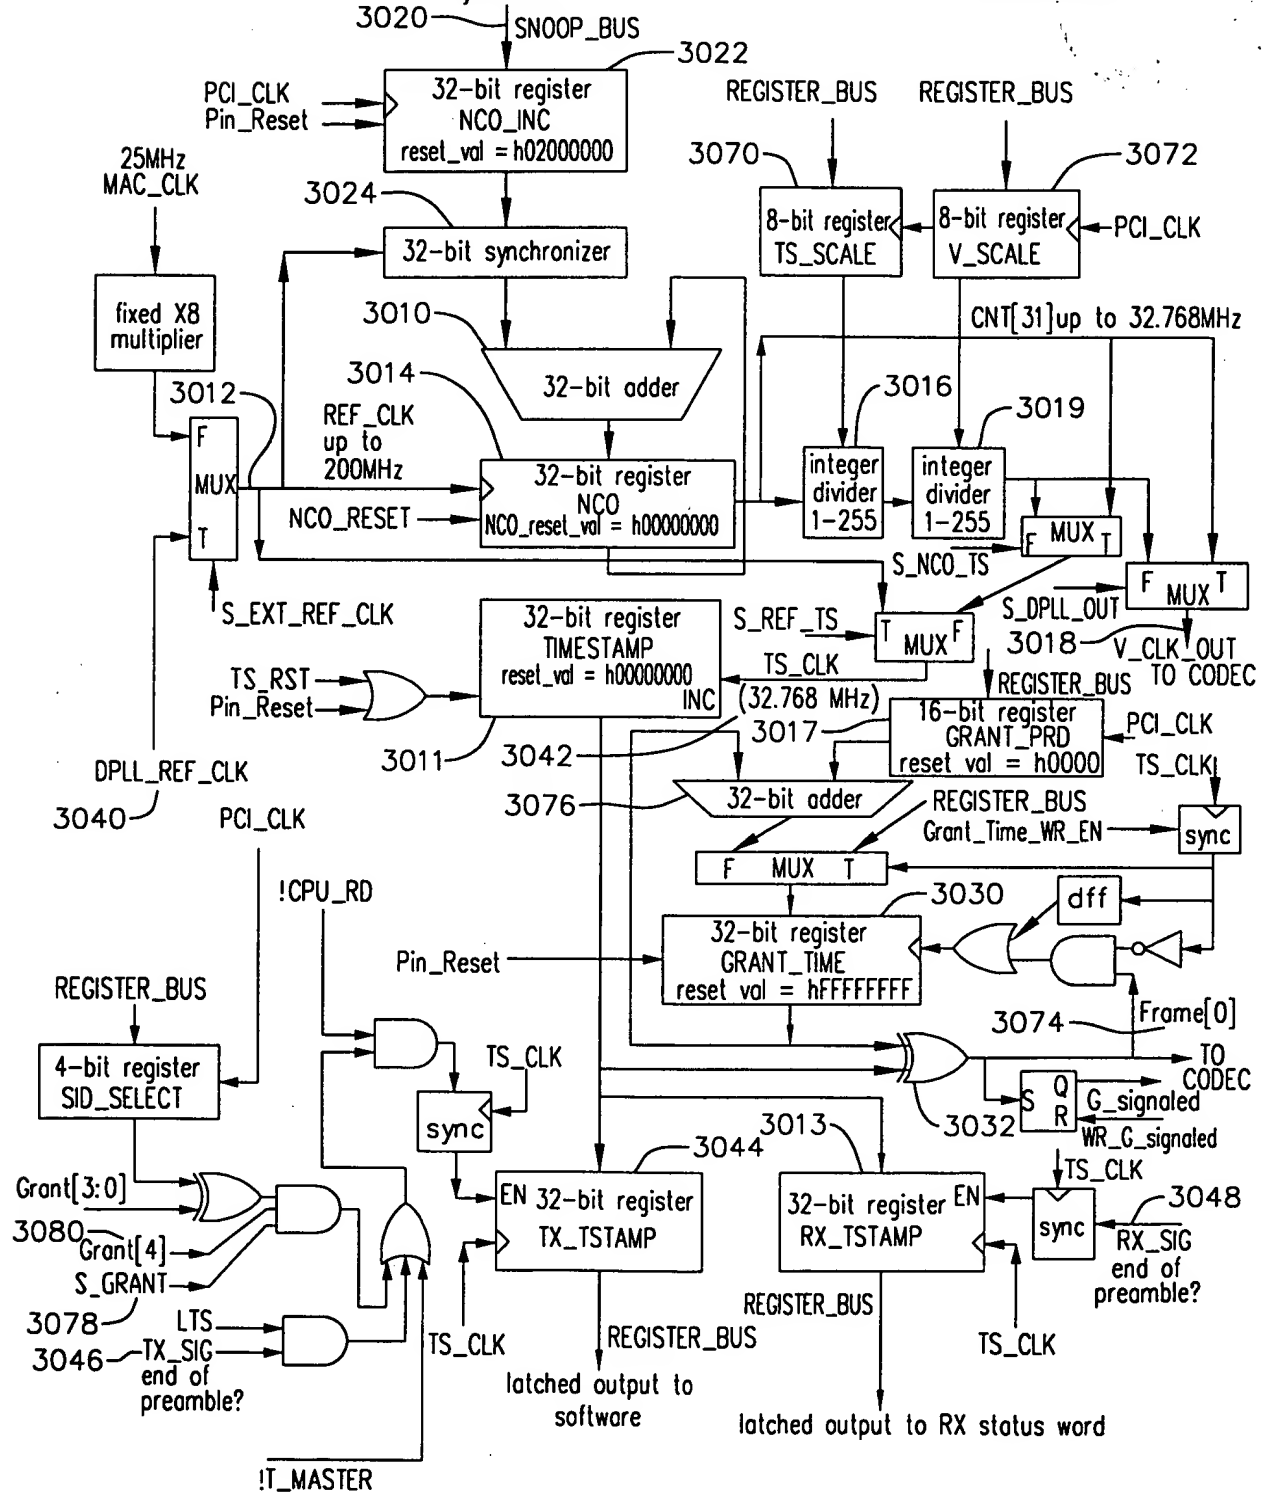 3020
SNOOP_BUS
3022
PCI_CLK
Pin_Reset
32-bit register
NCO_INC
reset_val = h02000000
REGISTER_BUS
REGISTER_BUS
25MHz
MAC_CLK
3024
3070
3072
32-bit synchronizer
8-bit register
TS_SCALE
8-bit register
V_SCALE
PCI_CLK
fixed X8
multiplier
3010
CNT[31]up to 32.768MHz
3012
3014
32-bit adder
3016
3019
REF_CLK
up to
200MHz
F
MUX
T
32-bit register
NCO
NCO_reset_val = h00000000
NCO_RESET
integer
divider
1-255
integer
divider
1-255
F MUX T
S_NCO_TS
F MUX T
S_DPLL_OUT
S_EXT_REF_CLK
32-bit register
TIMESTAMP
reset_val = h00000000
INC
S_REF_TS
T MUX F
3018
V_CLK_OUT
TO CODEC
TS_CLK
(32.768 MHz)
TS_RST
Pin_Reset
REGISTER_BUS
3011
3042
3017
16-bit register
GRANT_PRD
reset val = h0000
PCI_CLK
TS_CLK
DPLL_REF_CLK
3040
PCI_CLK
3076
32-bit adder
REGISTER_BUS
Grant_Time_WR_EN
sync
F MUX T
!CPU_RD
3030
dff
Pin_Reset
32-bit register
GRANT_TIME
reset val = hFFFFFFFF
REGISTER_BUS
3074
Frame[0]
4-bit register
SID_SELECT
TS_CLK
TO
CODEC
S Q
R
G_signaled
WR_G_signaled
sync
3013
3032
3044
TS_CLK
Grant[3:0]
EN 32-bit register
TX_TSTAMP
32-bit register EN
RX_TSTAMP
sync
3048
RX_SIG
end of
preamble?
3080
Grant[4]
S_GRANT
3078
LTS
3046
TX_SIG
end of
preamble?
TS_CLK
REGISTER_BUS
REGISTER_BUS
TS_CLK
latched output to
software
latched output to RX status word
!T_MASTER